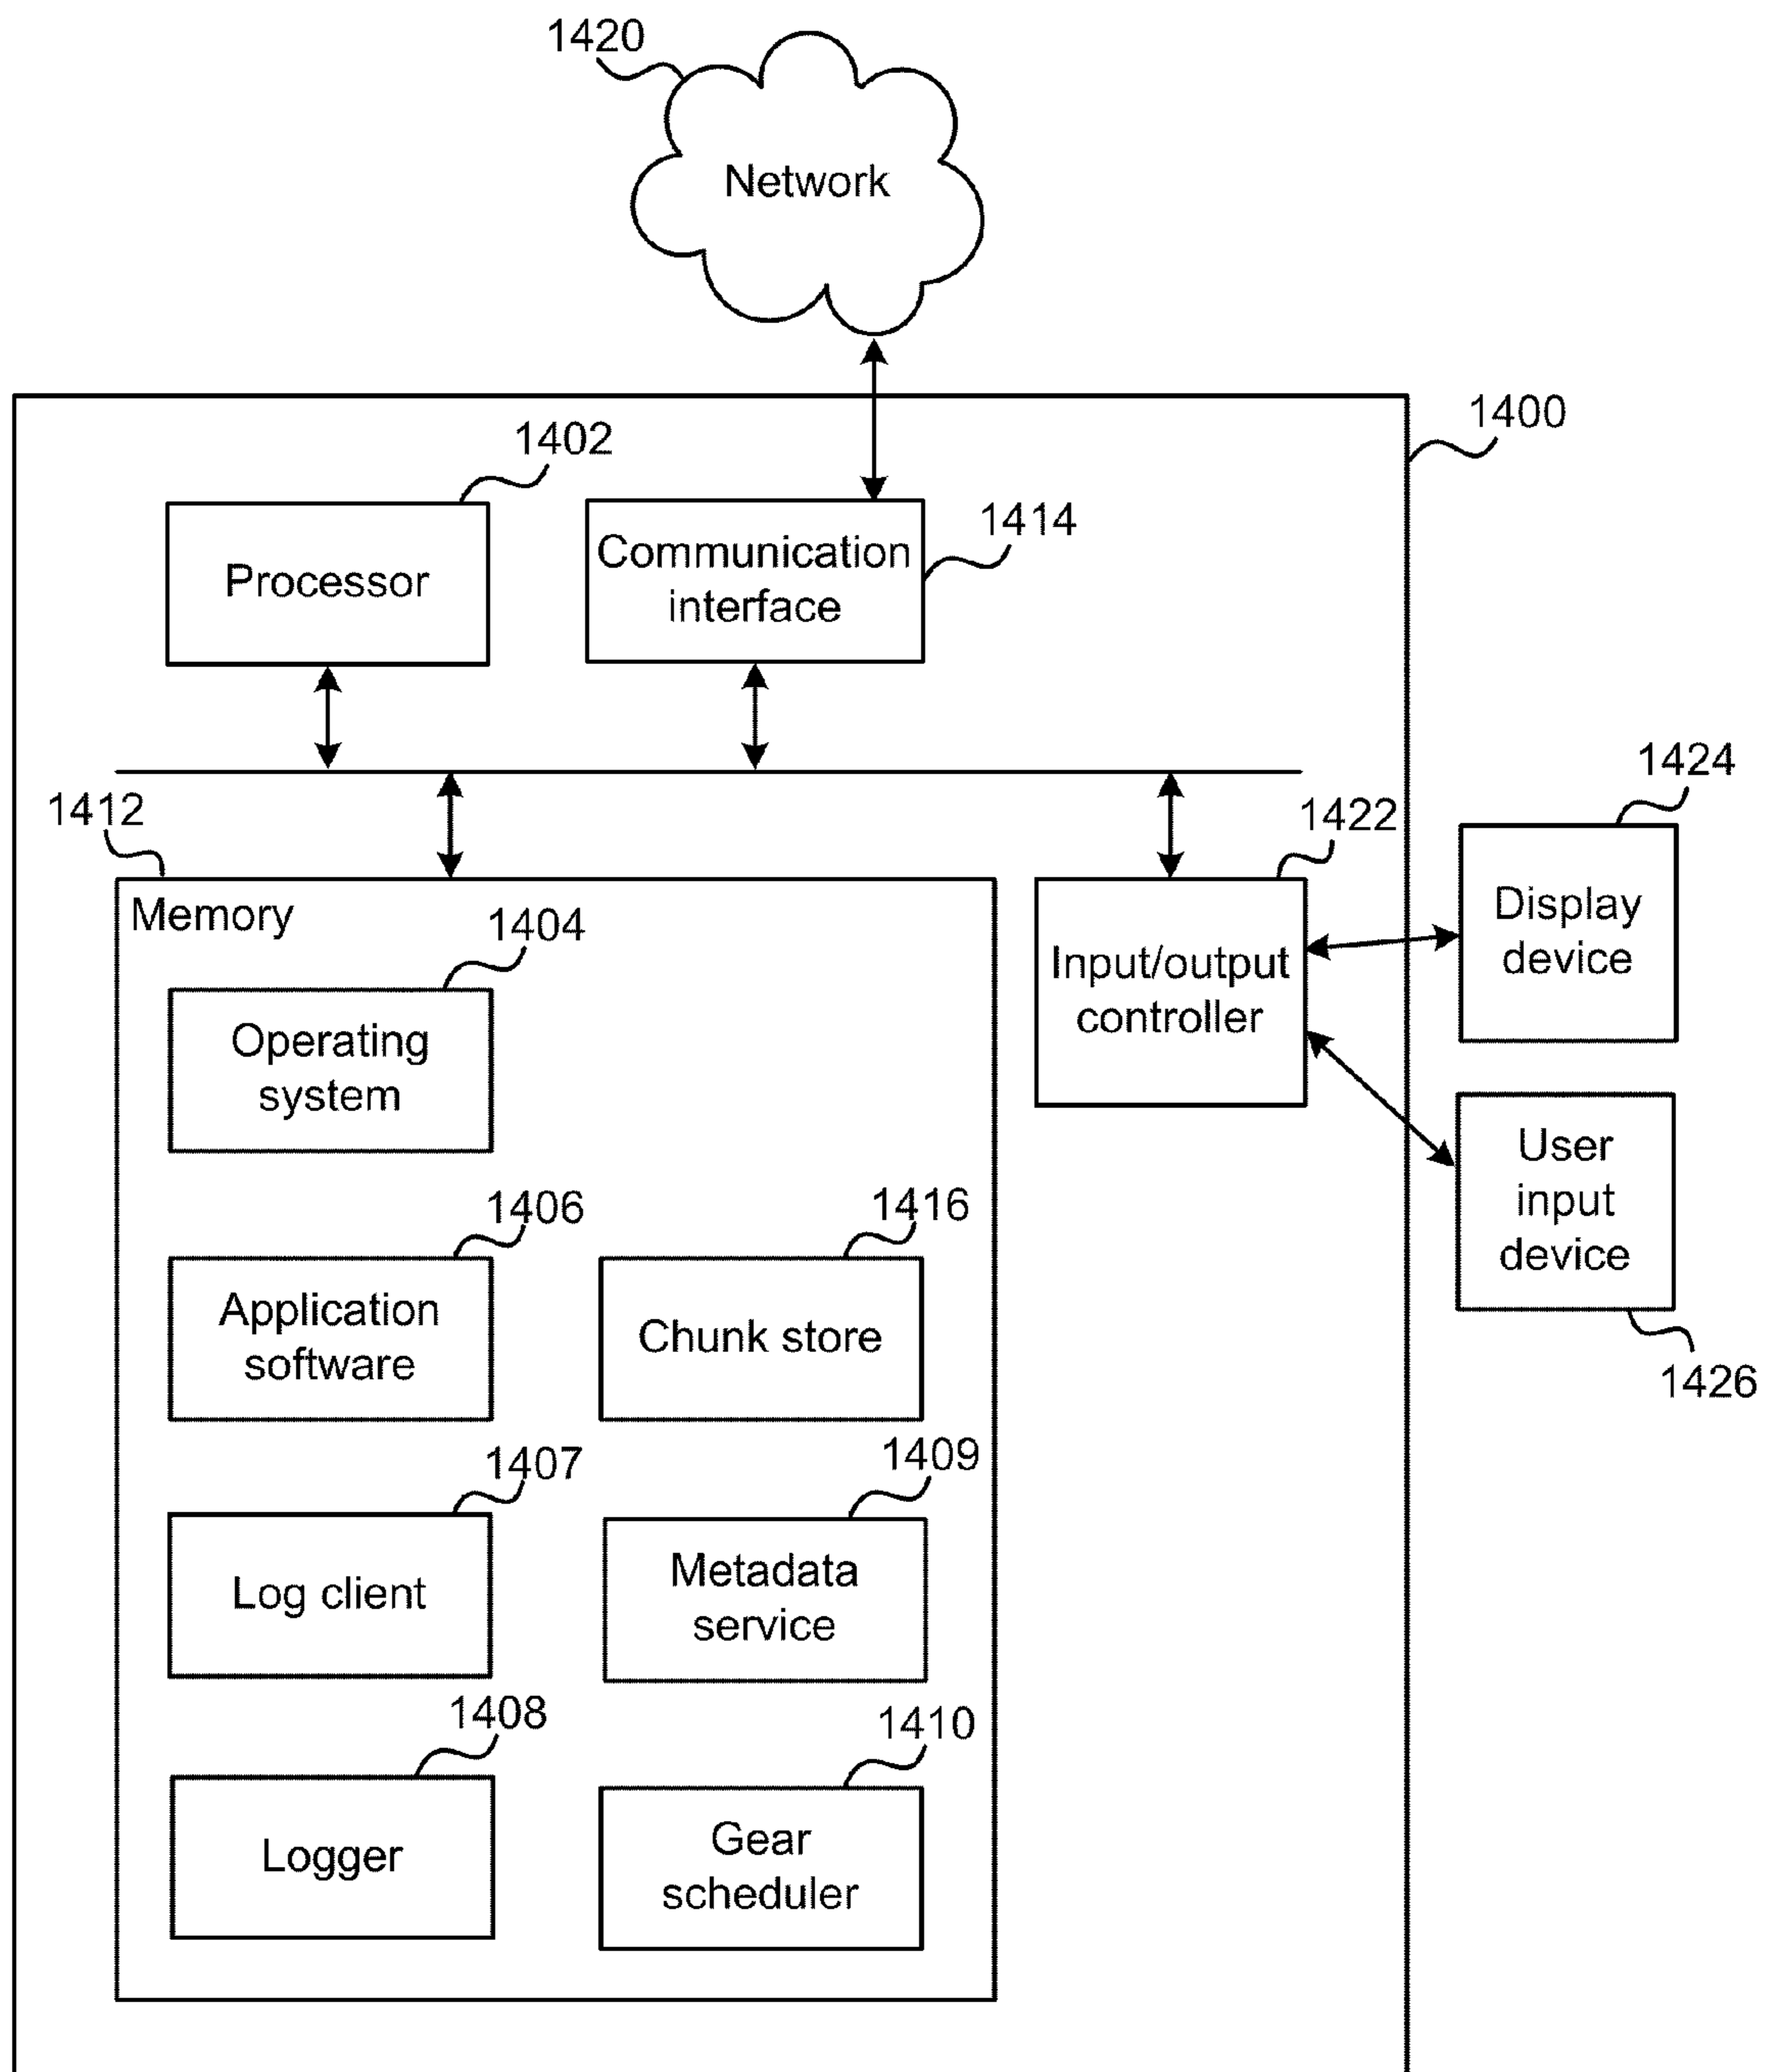 1420
Network
1400
1402
1414
Processor
Communication
interface
1412
1422
1424
Memory
1404
Operating
system
Input/output
controller
Display
device
User
input
device
1426
1406
1416
Application
software
Chunk store
1407
1409
Log client
Metadata
service
1408
1410
Logger
Gear
scheduler